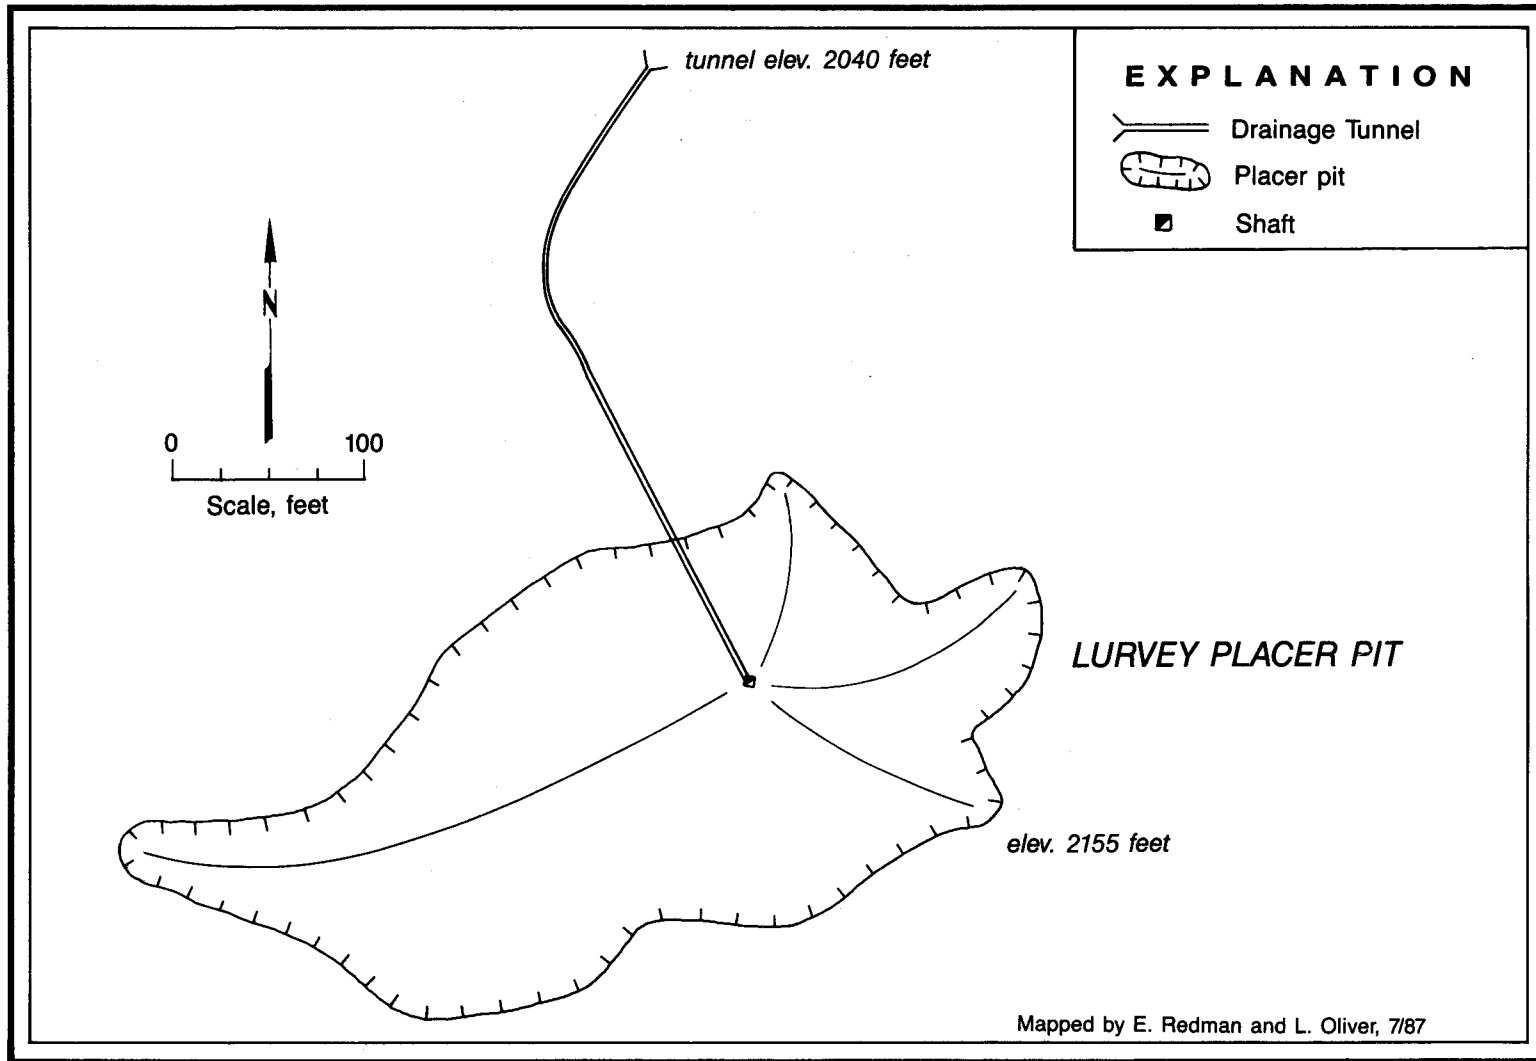 tunnel elev. 2040 feet
EXPLANATION
Drainage Tunnel
Placer pit
Shaft
N
0 100
Scale, feet
LURVEY PLACER PIT
elev. 2155 feet
Mapped by E. Redman and L. Oliver, 7/87